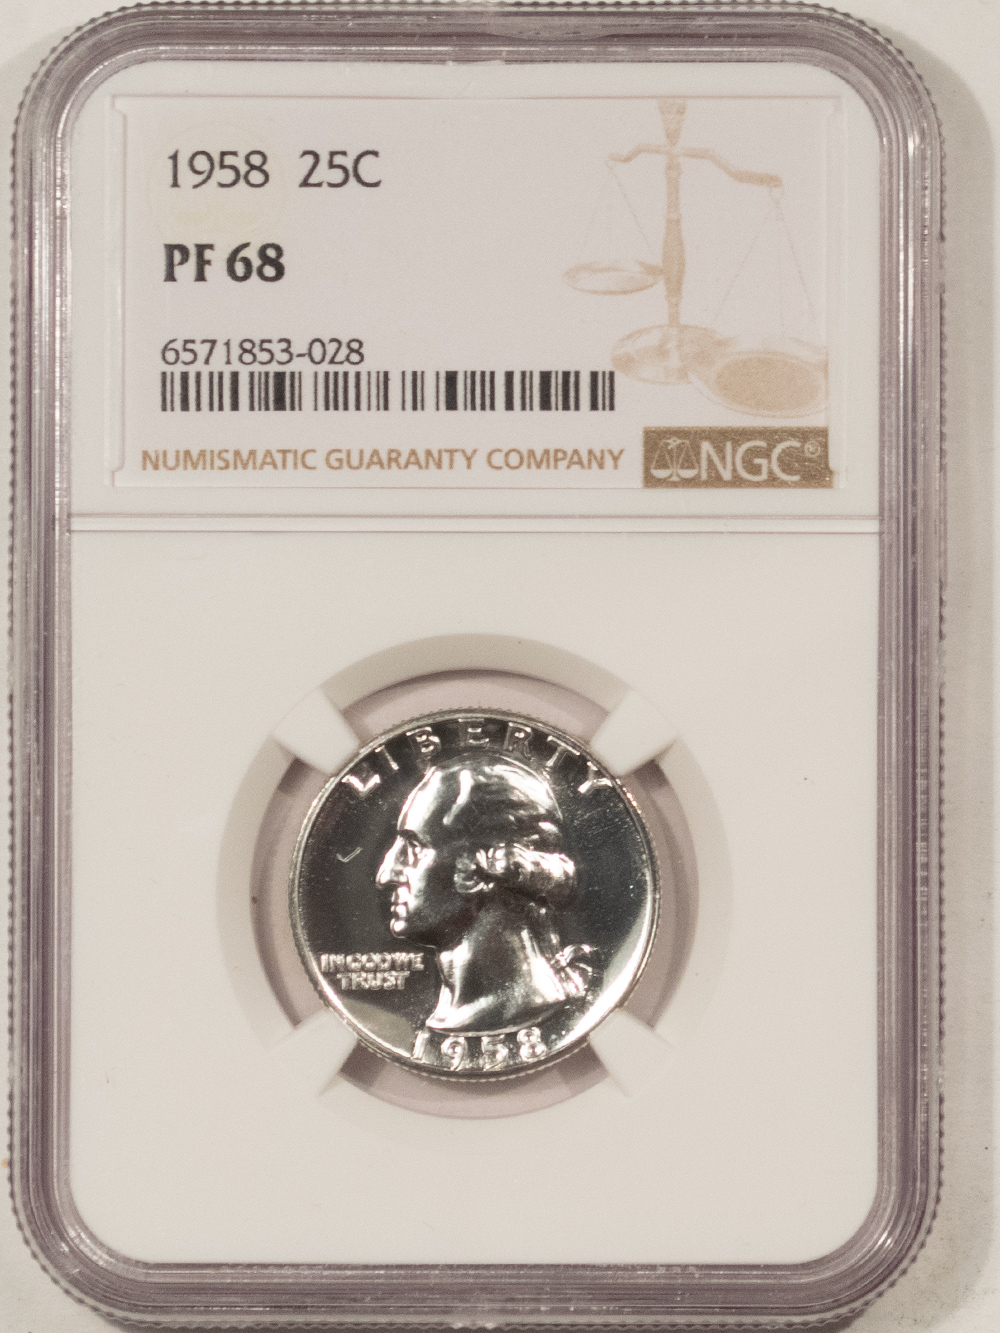 1958 25C
PF 68
6571853-028
NUMISMATIC GUARANTY COMPANY
NGC®
LIBERTY
IN GOD WE
TRUST
1958